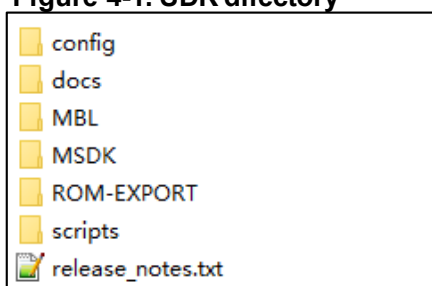 Figure 4-1. SDK directory
config
docs
MBL
MSDK
ROM-EXPORT
scripts
release_notes.txt